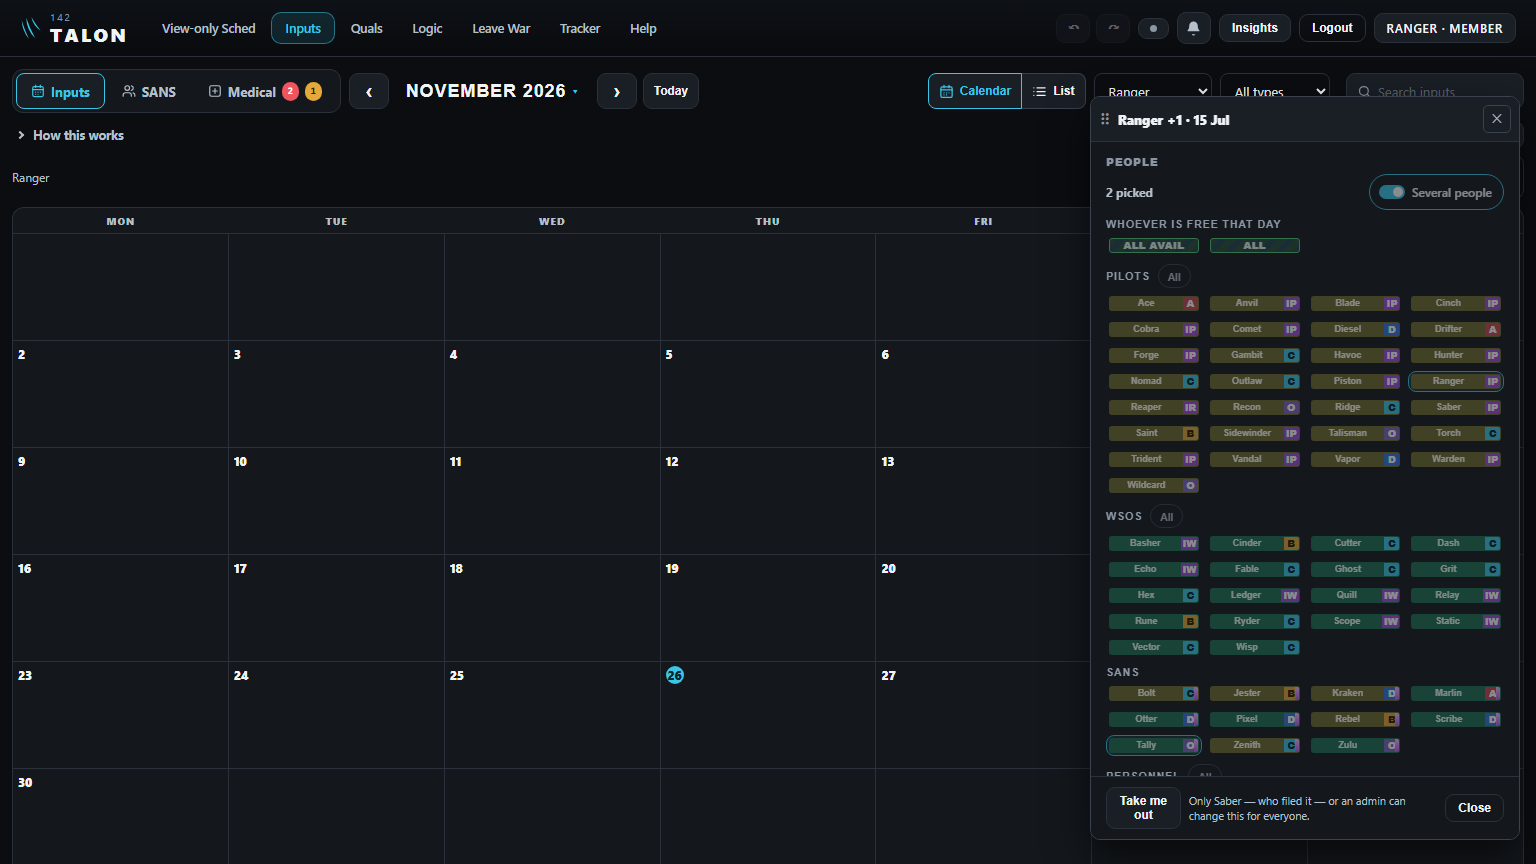 142
TALON
View-only Sched
Inputs
Quals
Logic
Leave War
Tracker
Help
Insights
Logout
RANGER · MEMBER
Inputs
SANS
Medical 2 1
‹
NOVEMBER 2026
›
Today
Calendar
List
Ranger
All types
Search inputs
How this works
Ranger
MON TUE WED THU FRI
2 3 4 5 6
9 10 11 12 13
16 17 18 19 20
23 24 25 26 27
30
Ranger +1 · 15 Jul
PEOPLE
2 picked
Several people
WHOEVER IS FREE THAT DAY
ALL AVAIL ALL
PILOTS All
Ace A Anvil IP Blade IP Cinch IP
Cobra IP Comet IP Diesel D Drifter A
Forge IP Gambit C Havoc IP Hunter IP
Nomad C Outlaw C Piston IP Ranger IP
Reaper IR Recon O Ridge C Saber IP
Saint B Sidewinder IP Talisman O Torch C
Trident IP Vandal IP Vapor D Warden IP
Wildcard O
WSOS All
Basher IW Cinder B Cutter C Dash C
Echo IW Fable C Ghost C Grit C
Hex C Ledger IW Quill IW Relay IW
Rune B Ryder C Scope IW Static IW
Vector C Wisp C
SANS
Bolt C Jester B Kraken D Marlin A
Otter D Pixel D Rebel B Scribe D
Tally O Zenith C Zulu O
PERSONNEL All
Take me
out
Only Saber — who filed it — or an admin can
change this for everyone.
Close